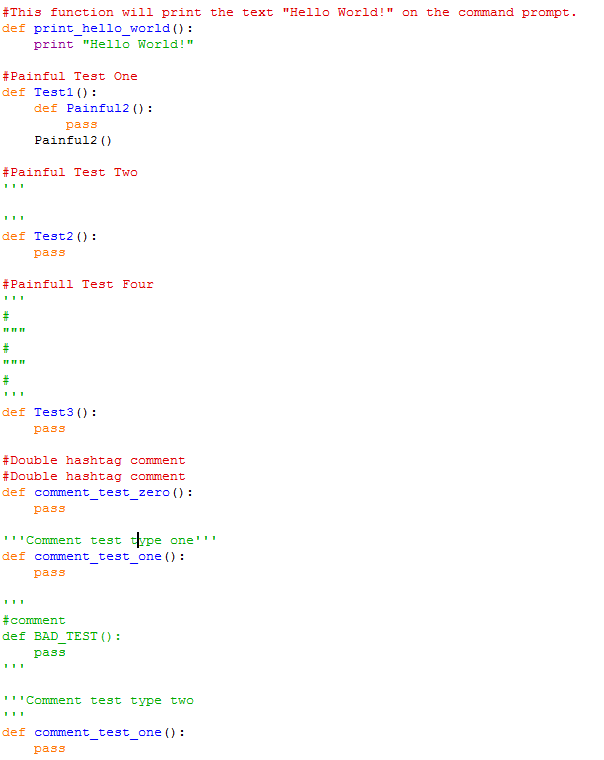 #This function will print the text "Hello World!" on the command prompt.
def print_hello_world():
    print "Hello World!"

#Painful Test One
def Test1():
    def Painful2():
        pass
    Painful2()

#Painful Test Two
'''

'''
def Test2():
    pass

#Painfull Test Four
'''
#
"""
#
"""
#
'''
def Test3():
    pass

#Double hashtag comment
#Double hashtag comment
def comment_test_zero():
    pass

'''Comment test type one'''
def comment_test_one():
    pass

'''
#comment
def BAD_TEST():
    pass
'''

'''Comment test type two
'''
def comment_test_one():
    pass